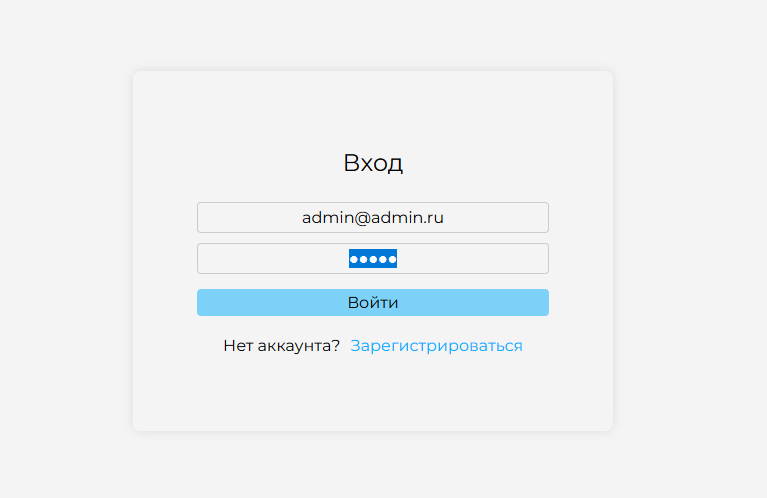 Вход
admin@admin.ru
●●●●●
Войти
Нет аккаунта? Зарегистрироваться